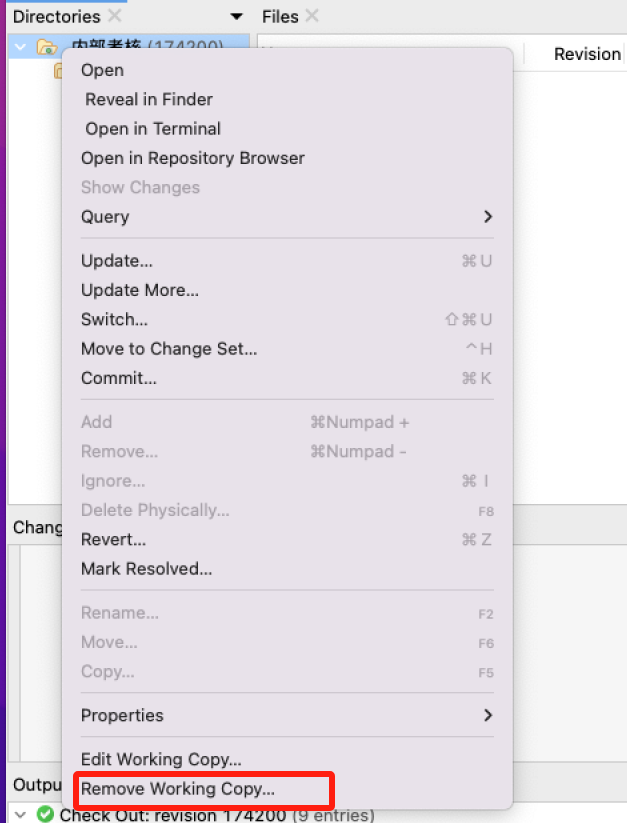 Directories
Files
内部考核 (174200)
Revision
Open
Reveal in Finder
Open in Terminal
Open in Repository Browser
Show Changes
Query
Update... ⌘ U
Update More...
Switch... ⇧ ⌘ U
Move to Change Set... ^ H
Commit... ⌘ K
Add ⌘Numpad +
Remove... ⌘Numpad -
Ignore... ⌘ I
Delete Physically... F8
Chang
Revert... ⌘ Z
Mark Resolved...
Rename... F2
Move... F6
Copy... F5
Properties
Edit Working Copy...
Outpu
Remove Working Copy...
Check Out: revision 174200 (9 entries)